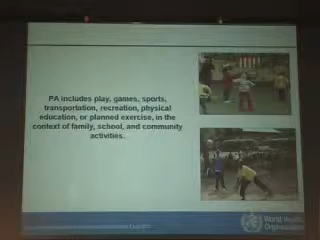 PA includes play, games, sports,
transportation, recreation, physical
education, or planned exercise, in the
context of family, school, and community
activities.
World Health
Organization